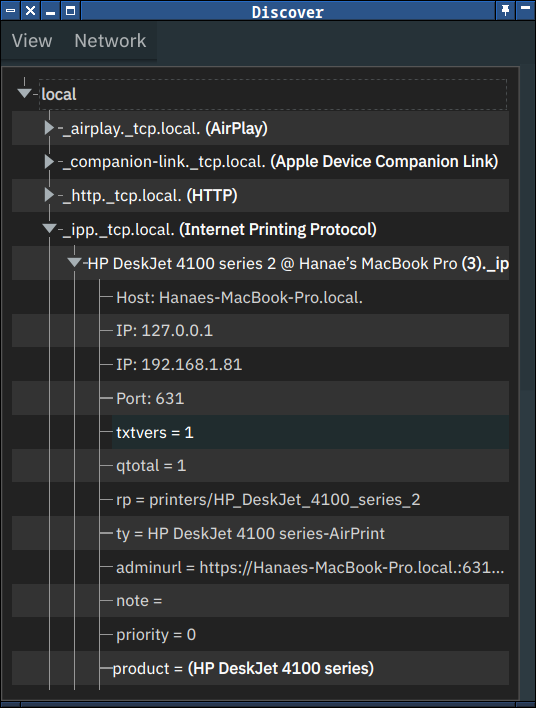 Discover
View Network
local
_airplay._tcp.local. (AirPlay)
_companion-link._tcp.local. (Apple Device Companion Link)
_http._tcp.local. (HTTP)
_ipp._tcp.local. (Internet Printing Protocol)
HP DeskJet 4100 series 2 @ Hanae’s MacBook Pro (3)._ip
Host: Hanaes-MacBook-Pro.local.
IP: 127.0.0.1
IP: 192.168.1.81
Port: 631
txtvers = 1
qtotal = 1
rp = printers/HP_DeskJet_4100_series_2
ty = HP DeskJet 4100 series-AirPrint
adminurl = https://Hanaes-MacBook-Pro.local.:631...
note =
priority = 0
product = (HP DeskJet 4100 series)